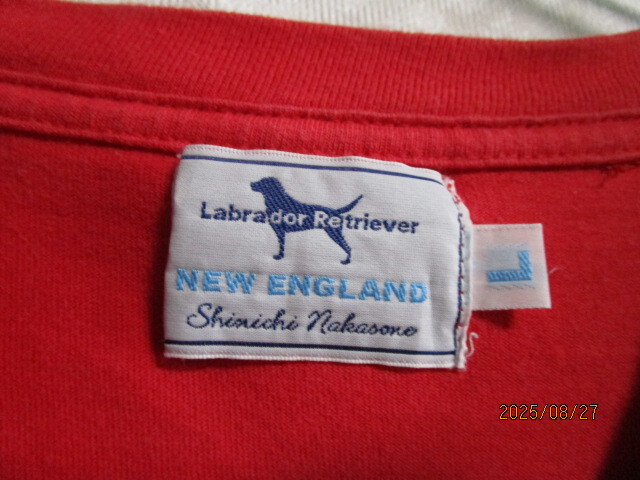 Labrador Retriever
NEW ENGLAND
Shinichi Nakasone
L
2025/08/27